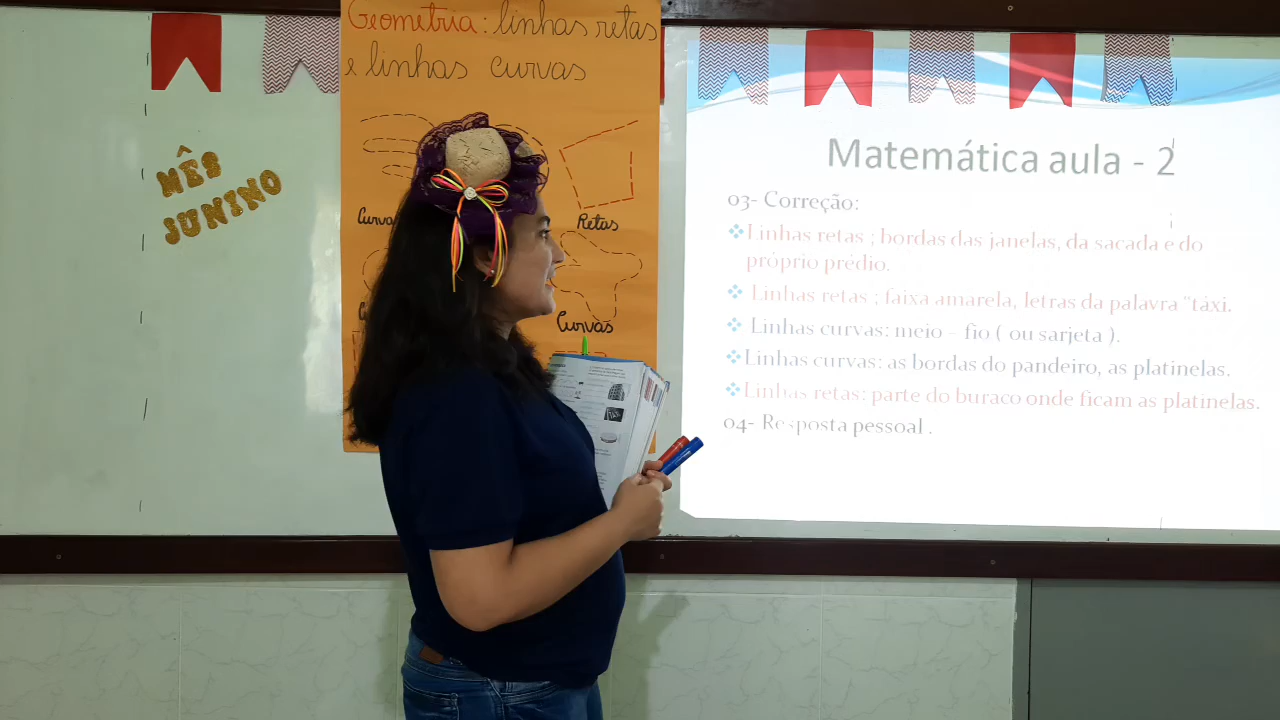 MÊS
JUNINO
Geometria: linhas retas
e linhas curvas
Retas
Curvas
Matemática aula - 2
03- Correção:
Linhas retas ; bordas das janelas, da sacada e do
próprio prédio.
Linhas retas ; faixa amarela, letras da palavra "táxi.
Linhas curvas: meio - fio ( ou sarjeta ).
Linhas curvas: as bordas do pandeiro, as platinelas.
Linhas retas: parte do buraco onde ficam as platinelas.
04- Resposta pessoal .